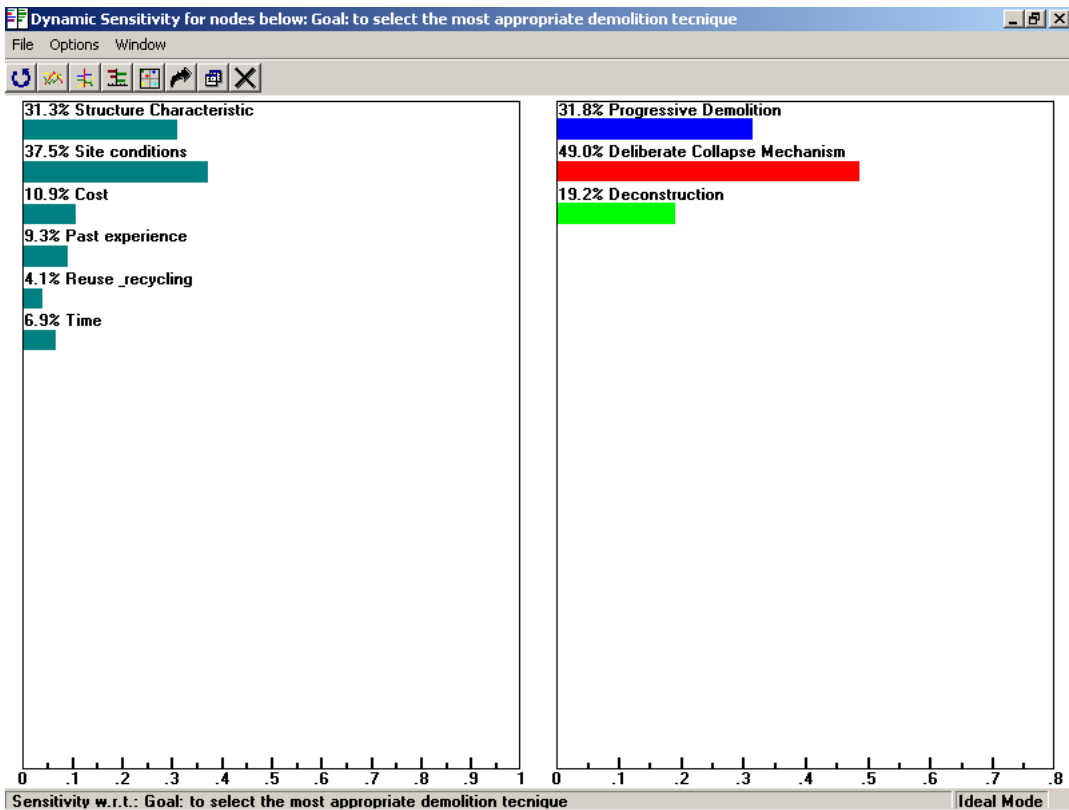 Dynamic Sensitivity for nodes below: Goal: to select the most appropriate demolition tecnique
File Options Window
31.3% Structure Characteristic
37.5% Site conditions
10.9% Cost
9.3% Past experience
4.1% Reuse _recycling
6.9% Time
0 .1 .2 .3 .4 .5 .6 .7 .8 .9 1
31.8% Progressive Demolition
49.0% Deliberate Collapse Mechanism
19.2% Deconstruction
0 .1 .2 .3 .4 .5 .6 .7 .8
Sensitivity w.r.t.: Goal: to select the most appropriate demolition tecnique
Ideal Mode